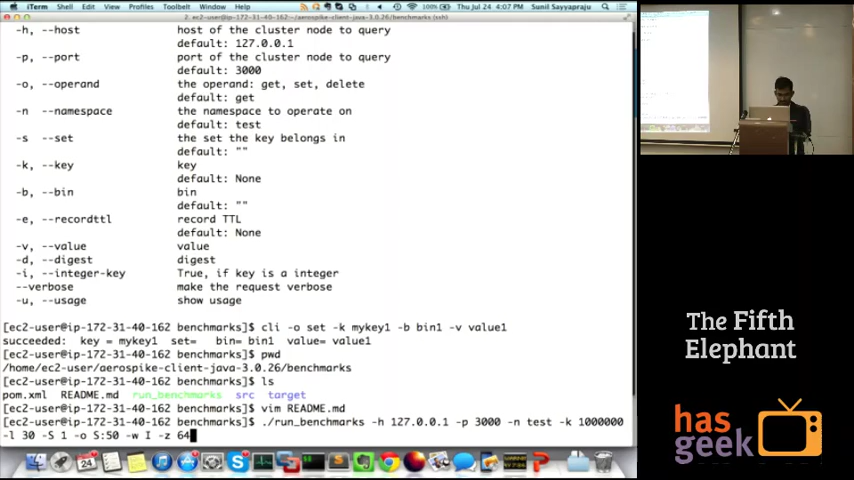 iTerm Shell Edit View Profiles Toolbelt Window Help
100% Thu Jul 24 4:07 PM Sunil Sayyapraju
2. ec2-user@ip-172-31-40-162:~/aerospike-client-java-3.0.26/benchmarks (ssh)
-h, --host host of the cluster node to query
default: 127.0.0.1
-p, --port port of the cluster node to query
default: 3000
-o, --operand the operand: get, set, delete
default: get
-n --namespace the namespace to operate on
default: test
-s --set the set the key belongs in
default: ""
-k, --key key
default: None
-b, --bin bin
default: ""
-e, --recordttl record TTL
default: None
-v, --value value
-d, --digest digest
-i, --integer-key True, if key is a integer
--verbose make the request verbose
-u, --usage show usage
[ec2-user@ip-172-31-40-162 benchmarks]$ cli -o set -k mykey1 -b bin1 -v value1
succeeded: key = mykey1 set= bin= bin1 value= value1
[ec2-user@ip-172-31-40-162 benchmarks]$ pwd
/home/ec2-user/aerospike-client-java-3.0.26/benchmarks
[ec2-user@ip-172-31-40-162 benchmarks]$ ls
pom.xml README.md run_benchmarks src target
[ec2-user@ip-172-31-40-162 benchmarks]$ vim README.md
[ec2-user@ip-172-31-40-162 benchmarks]$ ./run_benchmarks -h 127.0.0.1 -p 3000 -n test -k 1000000
-l 30 -S 1 -o S:50 -w I -z 64
The Fifth
Elephant
has
geek